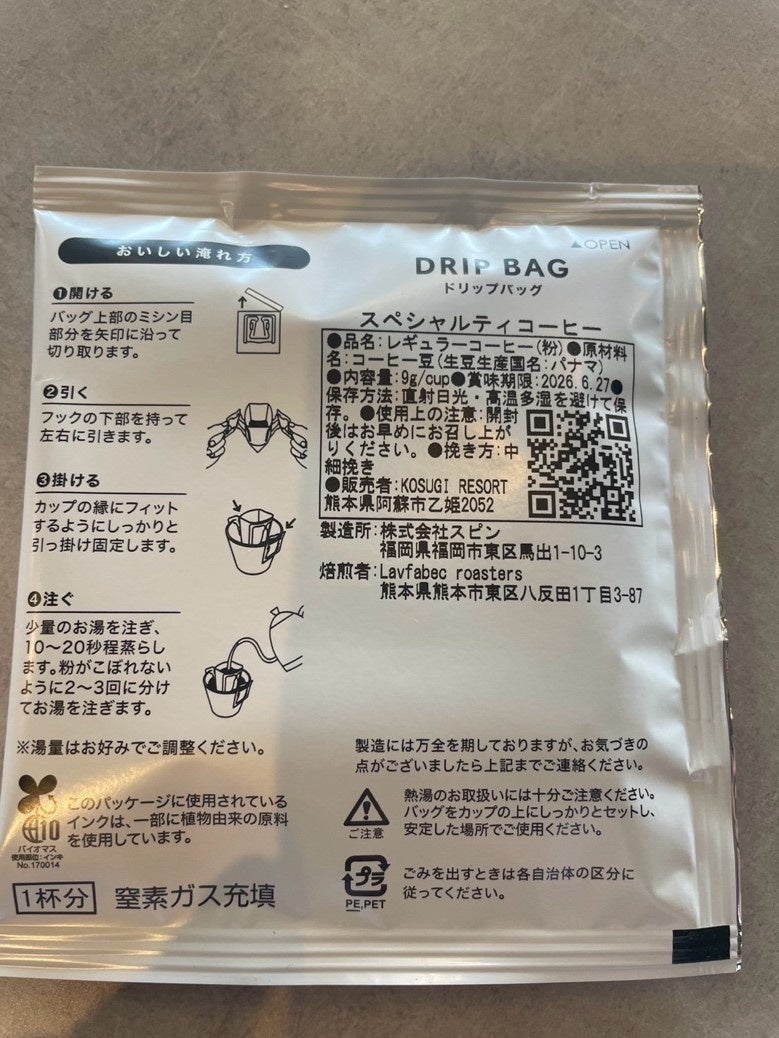 おいしい淹れ方
❶開ける
バッグ上部のミシン目
部分を矢印に沿って
切り取ります。
❷引く
フックの下部を持って
左右に引きます。
❸掛ける
カップの縁にフィット
するようにしっかりと
引っ掛け固定します。
❹注ぐ
少量のお湯を注ぎ、
10〜20秒程蒸らし
ます。粉がこぼれない
ように2〜3回に分け
てお湯を注ぎます。
※湯量はお好みでご調整ください。
このパッケージに使用されている
インクは、一部に植物由来の原料
を使用しています。
10
バイオマス
使用部位:インキ
No.170014
1杯分 窒素ガス充填
▲OPEN
DRIP BAG
ドリップバッグ
スペシャルティコーヒー
●品名:レギュラーコーヒー(粉)●原材料
名:コーヒー豆(生豆生産国名:パナマ)
●内容量:9g/cup●賞味期限:2026.6.27●
保存方法:直射日光・高温多湿を避けて保
存。●使用上の注意:開封
後はお早めにお召し上が
りください。●挽き方:中
細挽き
●販売者:KOSUGI RESORT
熊本県阿蘇市乙姫2052
製造所:株式会社スピン
福岡県福岡市東区馬出1-10-3
焙煎者:Lavfabec roasters
熊本県熊本市東区八反田1丁目3-87
製造には万全を期しておりますが、お気づきの
点がございましたら上記までご連絡ください。
ご注意
熱湯のお取扱いには十分ご注意ください。
バッグをカップの上にしっかりとセットし、
安定した場所でご使用ください。
プラ
PE,PET
ごみを出すときは各自治体の区分に
従ってください。